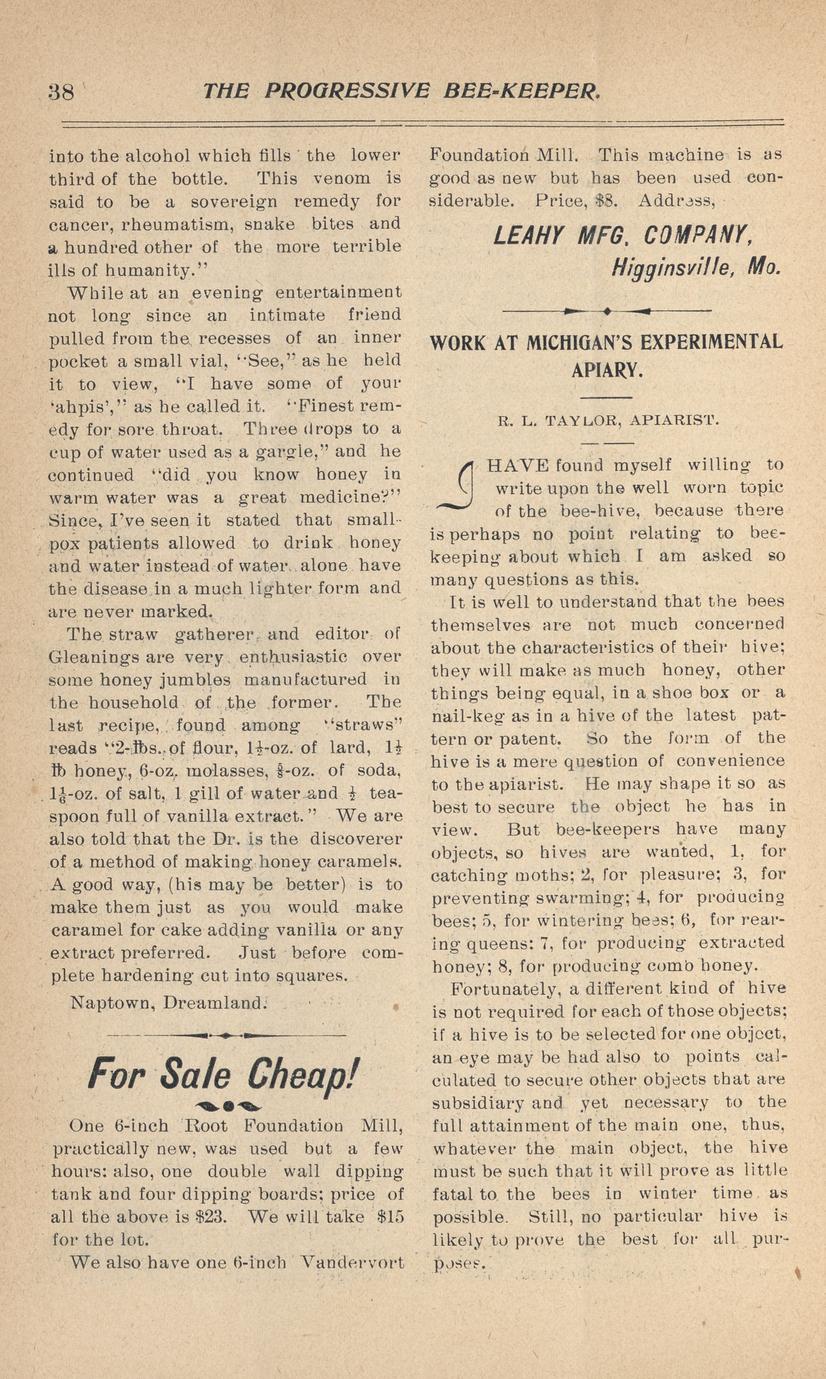 38 THE PROGRESSIVE BEE-KEEPER.
into the alcohol which fills the lower
third of the bottle. This venom is
said to be a sovereign remedy for
cancer, rheumatism, snake bites and
a hundred other of the more terrible
ills of humanity."
While at an evening entertainment
not long since an intimate friend
pulled from the recesses of an inner
pocket a small vial, "See," as he held
it to view, "I have some of your
'ahpis'," as he called it. "Finest rem-
edy for sore throat. Three drops to a
cup of water used as a gargle," and he
continued "did you know honey in
warm water was a great medicine?"
Since, I've seen it stated that small-
pox patients allowed to drink honey
and water instead of water alone have
the disease in a much lighter form and
are never marked.
The straw gatherer and editor of
Gleanings are very enthusiastic over
some honey jumbles manufactured in
the household of the former. The
last recipe, found among "straws"
reads "2-lbs. of flour, 1½-oz. of lard, 1½
lb honey, 6-oz. molasses, ⅝-oz. of soda,
1⅙-oz. of salt, 1 gill of water and ½ tea-
spoon full of vanilla extract." We are
also told that the Dr. is the discoverer
of a method of making honey caramels.
A good way, (his may be better) is to
make them just as you would make
caramel for cake adding vanilla or any
extract preferred. Just before com-
plete hardening cut into squares.
Naptown, Dreamland.
For Sale Cheap!
One 6-inch Root Foundation Mill,
practically new, was used but a few
hours: also, one double wall dipping
tank and four dipping boards; price of
all the above is $23. We will take $15
for the lot.
We also have one 6-inch Vandervort
Foundation Mill. This machine is as
good as new but has been used con-
siderable. Price, $8. Address,
LEAHY MFG. COMPANY,
Higginsville, Mo.
WORK AT MICHIGAN'S EXPERIMENTAL
APIARY.
R. L. TAYLOR, APIARIST.
I HAVE found myself willing to
write upon the well worn topic
of the bee-hive, because there
is perhaps no point relating to bee-
keeping about which I am asked so
many questions as this.
It is well to understand that the bees
themselves are not much concerned
about the characteristics of their hive;
they will make as much honey, other
things being equal, in a shoe box or a
nail-keg as in a hive of the latest pat-
tern or patent. So the form of the
hive is a mere question of convenience
to the apiarist. He may shape it so as
best to secure the object he has in
view. But bee-keepers have many
objects, so hives are wanted, 1, for
catching moths; 2, for pleasure; 3, for
preventing swarming; 4, for producing
bees; 5, for wintering bees; 6, for rear-
ing queens; 7, for producing extracted
honey; 8, for producing comb honey.
Fortunately, a different kind of hive
is not required for each of those objects;
if a hive is to be selected for one object,
an eye may be had also to points cal-
culated to secure other objects that are
subsidiary and yet necessary to the
full attainment of the main one, thus,
whatever the main object, the hive
must be such that it will prove as little
fatal to the bees in winter time as
possible. Still, no particular hive is
likely to prove the best for all pur-
poses.